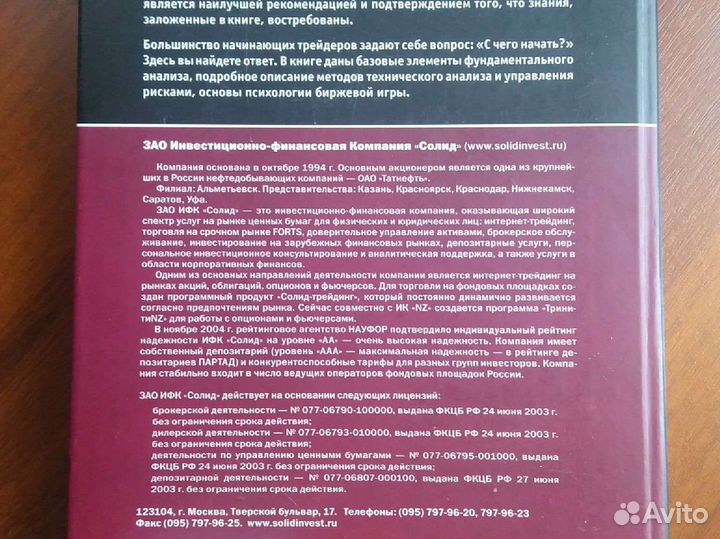 является наилучшей рекомендацией и подтверждением того, что знания,
заложенные в книге, востребованы.
Большинство начинающих трейдеров задают себе вопрос: «С чего начать?»
Здесь вы найдете ответ. В книге даны базовые элементы фундаментального
анализа, подробное описание методов технического анализа и управления
рисками, основы психологии биржевой игры.
ЗАО Инвестиционно-финансовая Компания «Солид» (www.solidinvest.ru)
Компания основана в октябре 1994 г. Основным акционером является одна из крупней-
ших в России нефтедобывающих компаний — ОАО «Татнефть».
Филиал: Альметьевск. Представительства: Казань, Красноярск, Краснодар, Нижнекамск,
Саратов, Уфа.
ЗАО ИФК «Солид» — это инвестиционно-финансовая компания, оказывающая широкий
спектр услуг на рынке ценных бумаг для физических и юридических лиц: интернет-трейдинг,
торговля на срочном рынке FORTS, доверительное управление активами, брокерское обслу-
живание, инвестирование на зарубежных финансовых рынках, депозитарные услуги, пер-
сональное инвестиционное консультирование и аналитическая поддержка, а также услуги в
области корпоративных финансов.
Одним из основных направлений деятельности компании является интернет-трейдинг на
рынках акций, облигаций, опционов и фьючерсов. Для торговли на фондовых площадках со-
здан программный продукт «Солид-трейдинг», который постоянно динамично развивается
согласно предпочтениям рынка. Сейчас совместно с ИК «NZ» создается программа «Трини-
тиNZ» для работы с опционами и фьючерсами.
В ноябре 2004 г. рейтинговое агентство НАУФОР подтвердило индивидуальный рейтинг
надежности ИФК «Солид» на уровне «АА» — очень высокая надежность. Компания имеет
собственный депозитарий (уровень «ААА» — максимальная надежность — в рейтинге де-
позитариев ПАРТАД) и конкурентоспособные тарифы для разных групп инвесторов. Компа-
ния стабильно входит в число ведущих операторов фондовых площадок России.
ЗАО ИФК «Солид» действует на основании следующих лицензий:
брокерской деятельности — № 077-06790-100000, выдана ФКЦБ РФ 24 июня 2003 г.
без ограничения срока действия;
дилерской деятельности — № 077-06793-010000, выдана ФКЦБ РФ 24 июня 2003 г.
без ограничения срока действия;
деятельности по управлению ценными бумагами — № 077-06795-001000, выдана
ФКЦБ РФ 24 июня 2003 г. без ограничения срока действия;
депозитарной деятельности — № 077-06807-000100, выдана ФКЦБ РФ 27 июня
2003 г. без ограничения срока действия.
123104, г. Москва, Тверской бульвар, 17. Телефоны: (095) 797-96-20, 797-96-23
Факс (095) 797-96-25. www.solidinvest.ru
Avito